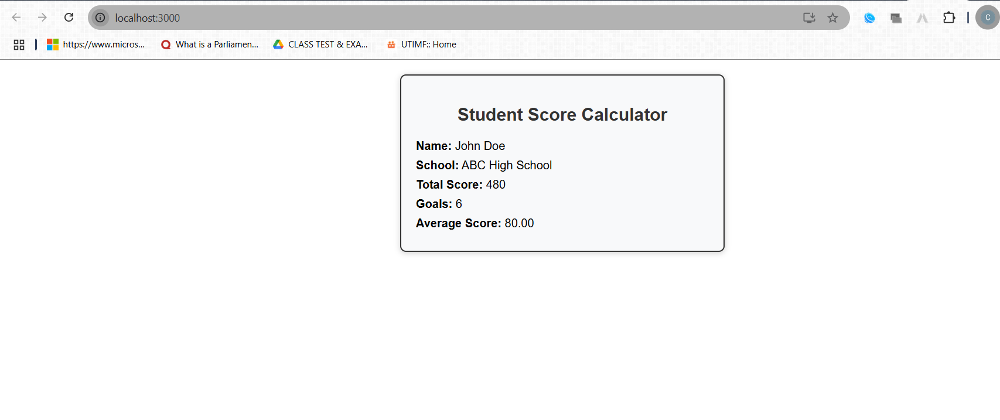 localhost:3000
https://www.micros...
What is a Parliamen...
CLASS TEST & EXA...
UTIMF:: Home
C
Student Score Calculator
Name: John Doe
School: ABC High School
Total Score: 480
Goals: 6
Average Score: 80.00